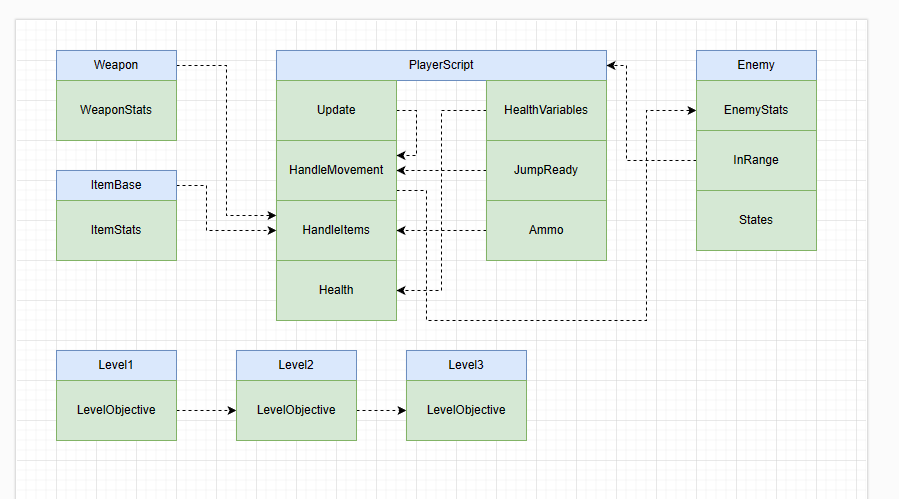 Weapon
WeaponStats
ItemBase
ItemStats
PlayerScript
Update
HandleMovement
HandleItems
Health
HealthVariables
JumpReady
Ammo
Enemy
EnemyStats
InRange
States
Level1
LevelObjective
Level2
LevelObjective
Level3
LevelObjective